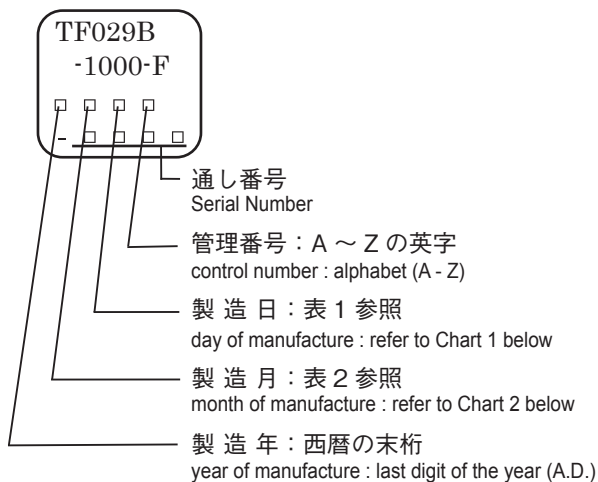 TF029B
-1000-F
□ □ □ □
- □ □ □ □
通し番号
Serial Number
管理番号：A ～ Z の英字
control number : alphabet (A - Z)
製 造 日：表 1 参照
day of manufacture : refer to Chart 1 below
製 造 月：表 2 参照
month of manufacture : refer to Chart 2 below
製 造 年：西暦の末桁
year of manufacture : last digit of the year (A.D.)